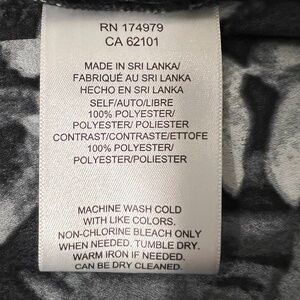 RN 174979
CA 62101
MADE IN SRI LANKA/
FABRIQUÉ AU SRI LANKA
HECHO EN SRI LANKA
SELF/AUTO/LIBRE
100% POLYESTER/
POLYESTER/ POLIESTER
CONTRAST/CONTRASTE/ETTOFE
100% POLYESTER/
POLYESTER/POLIESTER
MACHINE WASH COLD
WITH LIKE COLORS,
NON-CHLORINE BLEACH ONLY
WHEN NEEDED. TUMBLE DRY.
WARM IRON IF NEEDED.
CAN BE DRY CLEANED.